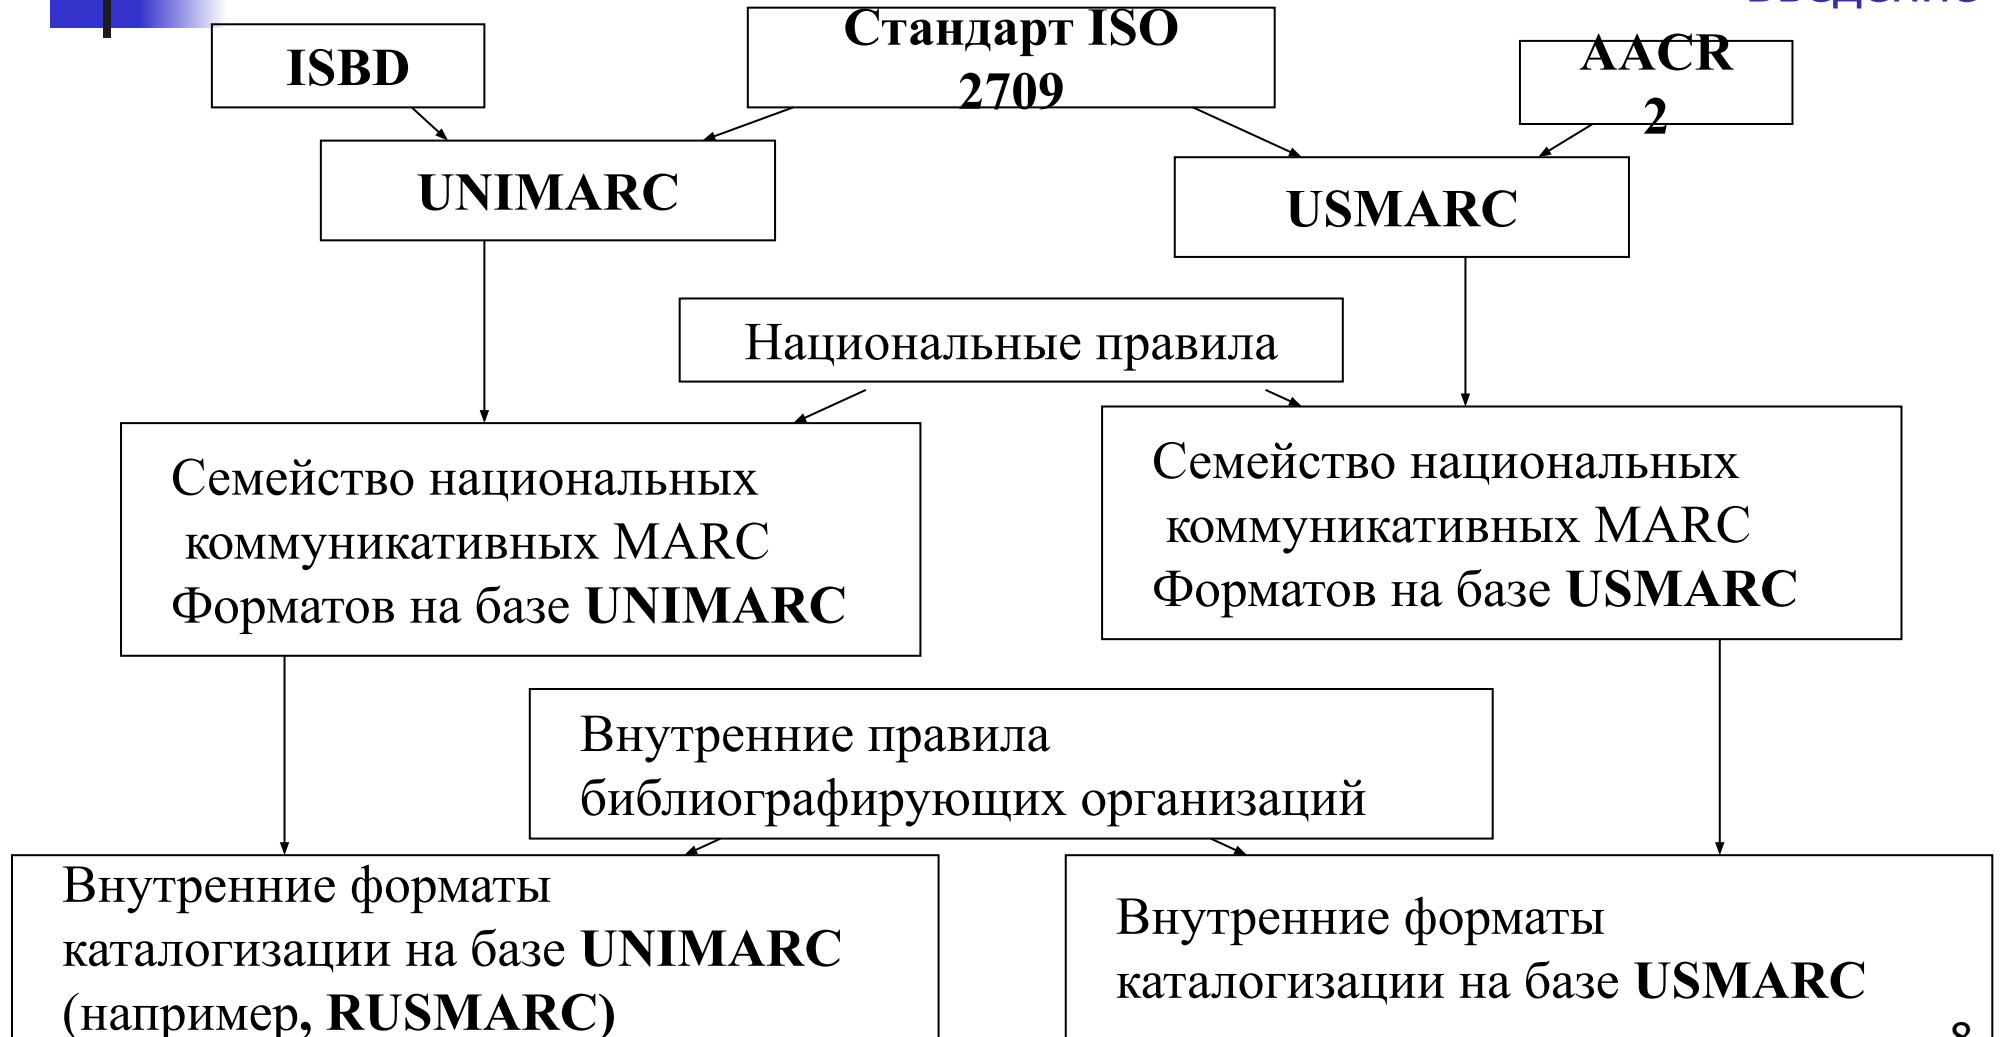 Введение
ISBD
Стандарт ISO
2709
AACR
2
UNIMARC
USMARC
Национальные правила
Семейство национальных
коммуникативных MARC
Форматов на базе UNIMARC
Семейство национальных
коммуникативных MARC
Форматов на базе USMARC
Внутренние правила
библиографирующих организаций
Внутренние форматы
каталогизации на базе UNIMARC
(например, RUSMARC)
Внутренние форматы
каталогизации на базе USMARC
8